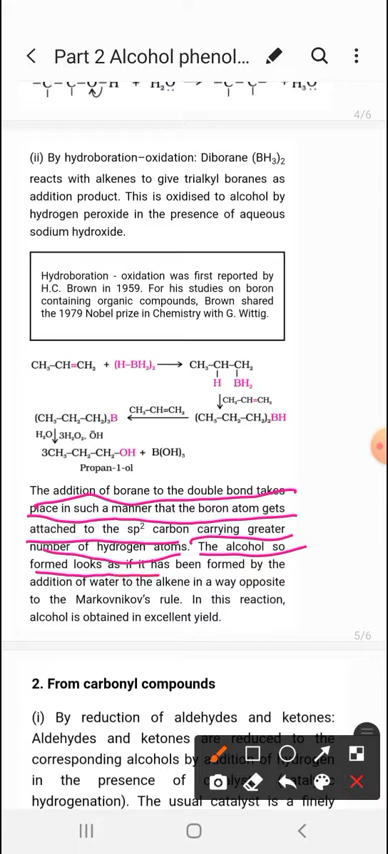 Part 2 Alcohol phenol...
4/6
(ii) By hydroboration–oxidation: Diborane (BH₃)₂
reacts with alkenes to give trialkyl boranes as
addition product. This is oxidised to alcohol by
hydrogen peroxide in the presence of aqueous
sodium hydroxide.
Hydroboration - oxidation was first reported by
H.C. Brown in 1959. For his studies on boron
containing organic compounds, Brown shared
the 1979 Nobel prize in Chemistry with G. Wittig.
CH₃–CH=CH₂ + (H–BH₂)₂ ⟶ CH₃–CH–CH₂
H BH₂
↓CH₃–CH=CH₂
(CH₃–CH₂–CH₂)₃B ⟵ CH₃–CH=CH₂ (CH₃–CH₂–CH₂)₂BH
H₂O↓3H₂O₂, ŌH
3CH₃–CH₂–CH₂–OH + B(OH)₃
Propan-1-ol
The addition of borane to the double bond takes
place in such a manner that the boron atom gets
attached to the sp² carbon carrying greater
number of hydrogen atoms. The alcohol so
formed looks as if it has been formed by the
addition of water to the alkene in a way opposite
to the Markovnikov's rule. In this reaction,
alcohol is obtained in excellent yield.
5/6
2. From carbonyl compounds
(i) By reduction of aldehydes and ketones:
Aldehydes and ketones are reduced to the
corresponding alcohols by addition of hydrogen
in the presence of
hydrogenation). The usual catalyst is a finely